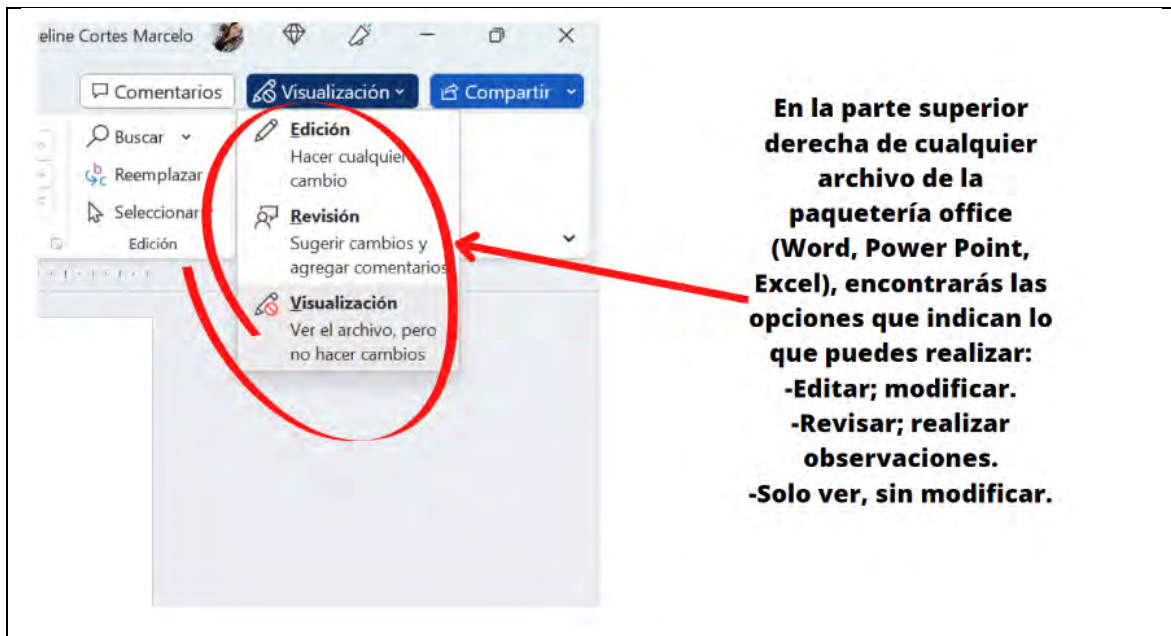 eline Cortes Marcelo
Comentarios
Visualización
Compartir
Buscar
Reemplazar
Seleccionar
Edición
Edición
Hacer cualquier
cambio
Revisión
Sugerir cambios y
agregar comentarios
Visualización
Ver el archivo, pero
no hacer cambios
En la parte superior
derecha de cualquier
archivo de la
paquetería office
(Word, Power Point,
Excel), encontrarás las
opciones que indican lo
que puedes realizar:
-Editar; modificar.
-Revisar; realizar
observaciones.
-Solo ver, sin modificar.